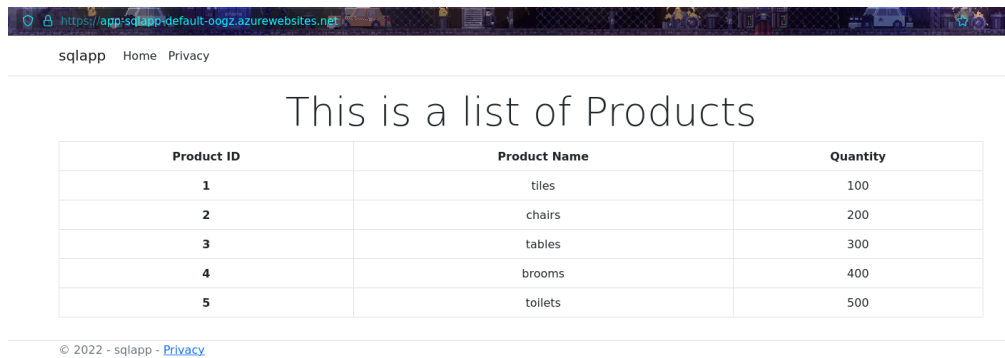 https://app-sqlapp-default-oogz.azurewebsites.net
sqlapp Home Privacy
This is a list of Products
Product ID Product Name Quantity
1 tiles 100
2 chairs 200
3 tables 300
4 brooms 400
5 toilets 500
© 2022 - sqlapp - Privacy